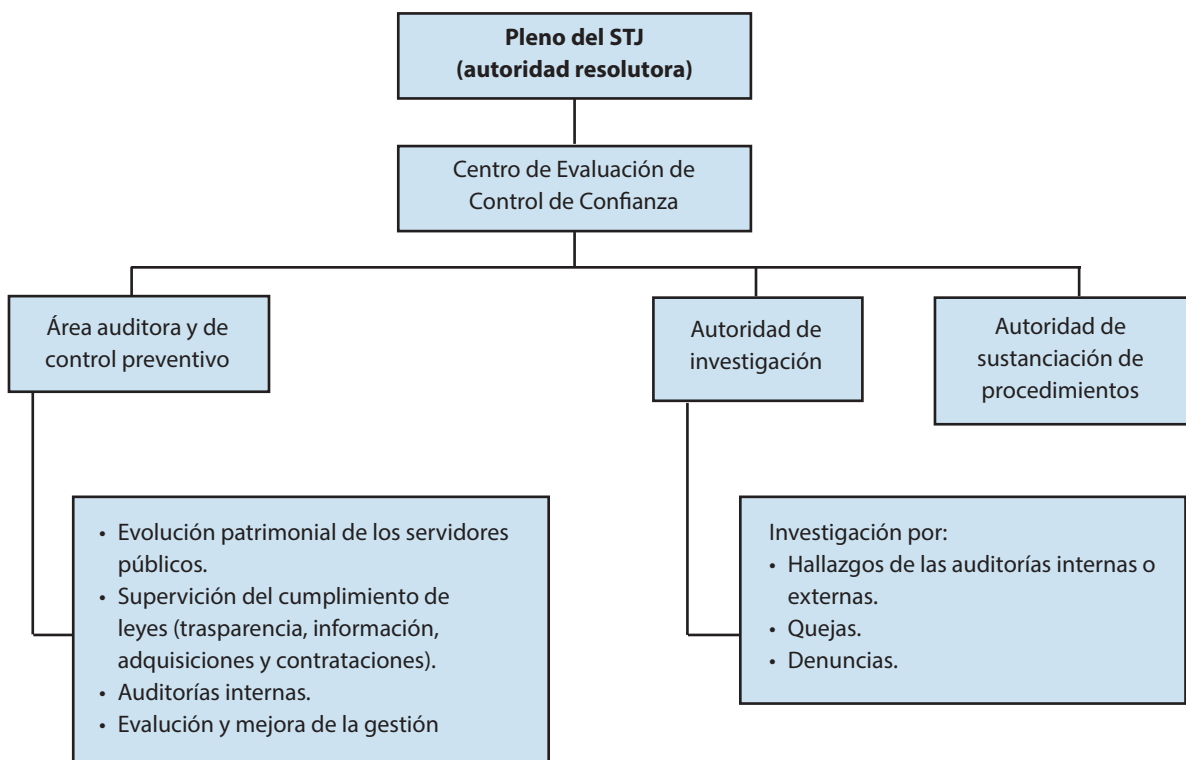 Pleno del STJ
(autoridad resolutora)
Centro de Evaluación de
Control de Confianza
Área auditora y de
control preventivo
Autoridad de
investigación
Autoridad de
sustanciación de
procedimientos
• Evolución patrimonial de los servidores
públicos.
• Supervición del cumplimiento de
leyes (trasparencia, información,
adquisiciones y contrataciones).
• Auditorías internas.
• Evalución y mejora de la gestión
Investigación por:
• Hallazgos de las auditorías internas o
externas.
• Quejas.
• Denuncias.